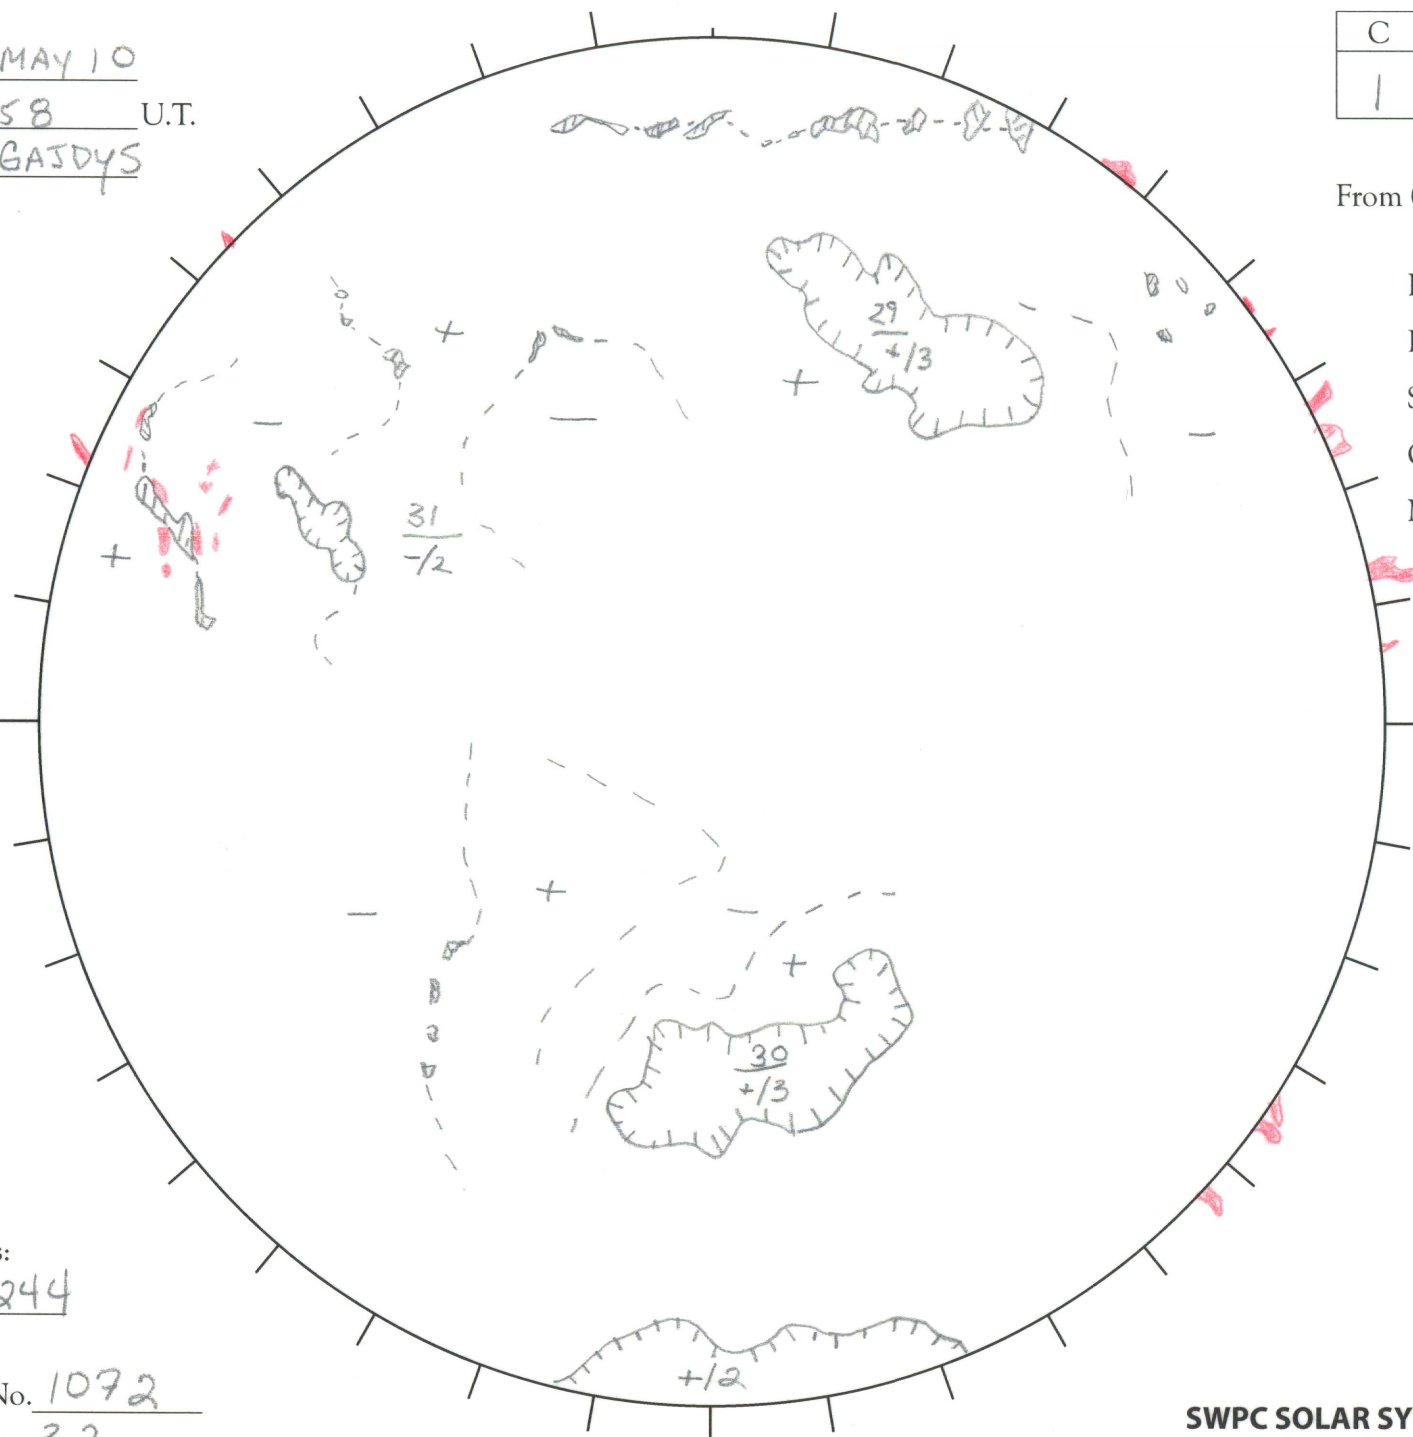 MAY 10
58 U.T.
GAJDYS
C
1
From
29
+/3
+
+
-
-
-
31
-/2
+
+
-
-
+
30
+/3
s:
244
+/2
No. 1072
SWPC SOLAR SY